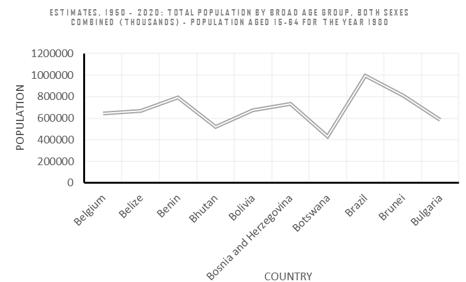 ESTIMATES, 1950 - 2020: TOTAL POPULATION BY BROAD AGE GROUP, BOTH SEXES
COMBINED (THOUSANDS) - POPULATION AGED 15-64 FOR THE YEAR 1980
1200000
1000000
800000
600000
400000
200000
0
POPULATION
Belgium
Belize
Benin
Bhutan
Bolivia
Bosnia and Herzegovina
Botswana
Brazil
Brunei
Bulgaria
COUNTRY